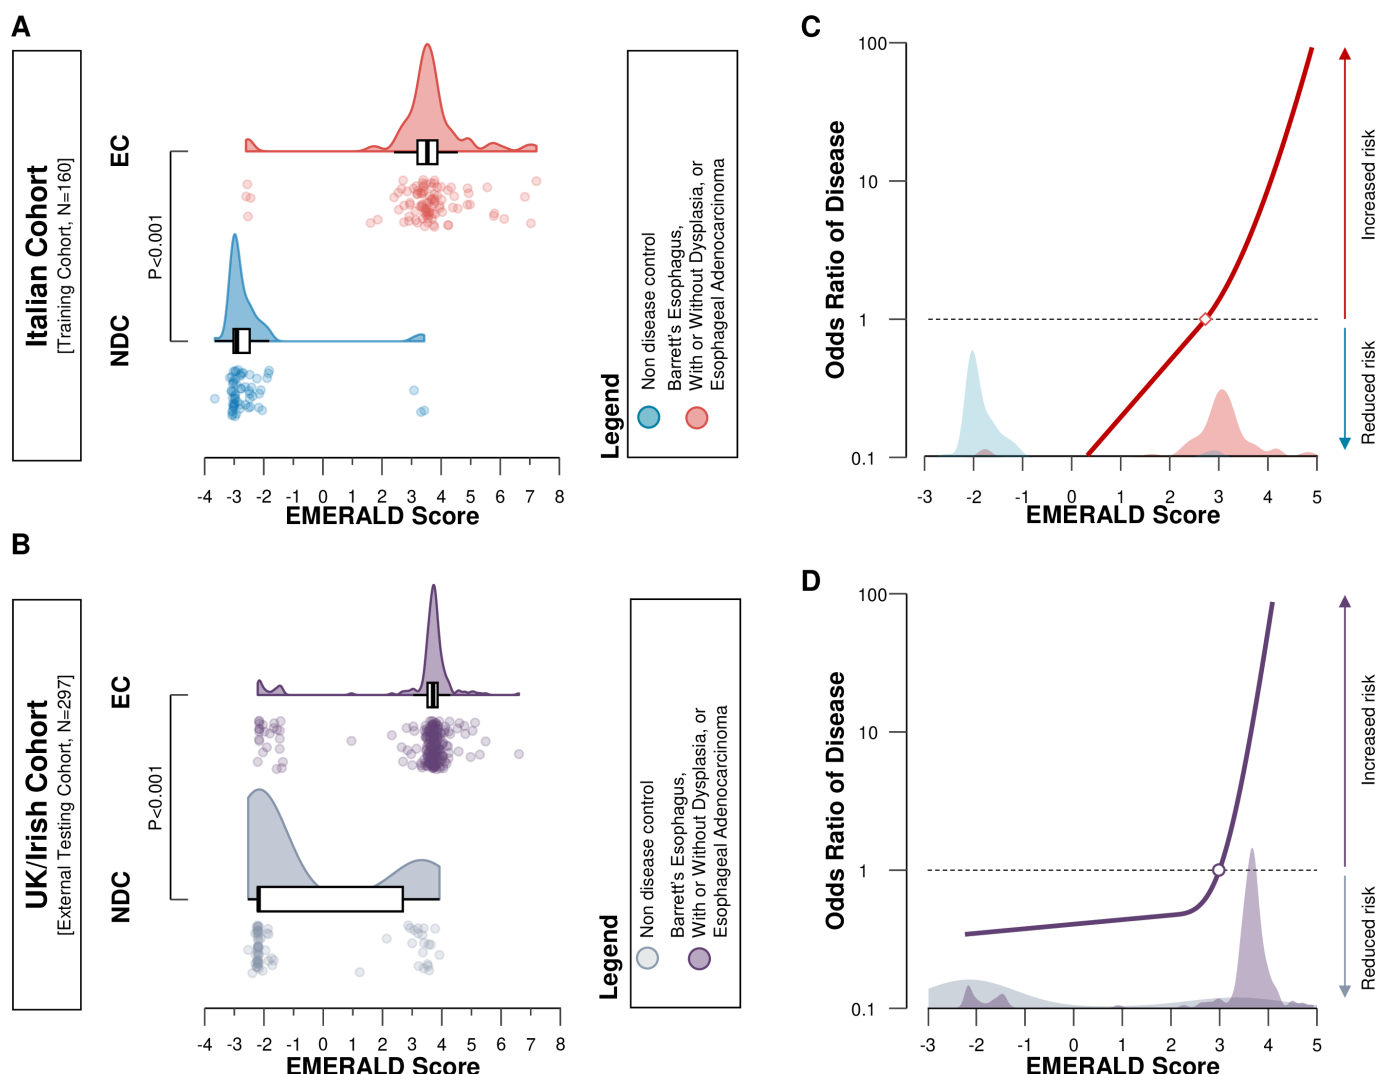 A
Italian Cohort
[Training Cohort, N=160]
EC
P<0.001
NDC
-4 -3 -2 -1 0 1 2 3 4 5 6 7 8
EMERALD Score
Legend
Non disease control
Barrett's Esophagus,
With or Without Dysplasia, or
Esophageal Adenocarcinoma
B
UK/Irish Cohort
[External Testing Cohort, N=297]
EC
P<0.001
NDC
-4 -3 -2 -1 0 1 2 3 4 5 6 7 8
EMERALD Score
Legend
Non disease control
Barrett's Esophagus,
With or Without Dysplasia, or
Esophageal Adenocarcinoma
C
Odds Ratio of Disease
100
10
1
0.1
-3 -2 -1 0 1 2 3 4 5
EMERALD Score
Increased risk
Reduced risk
D
Odds Ratio of Disease
100
10
1
0.1
-3 -2 -1 0 1 2 3 4 5
EMERALD Score
Increased risk
Reduced risk